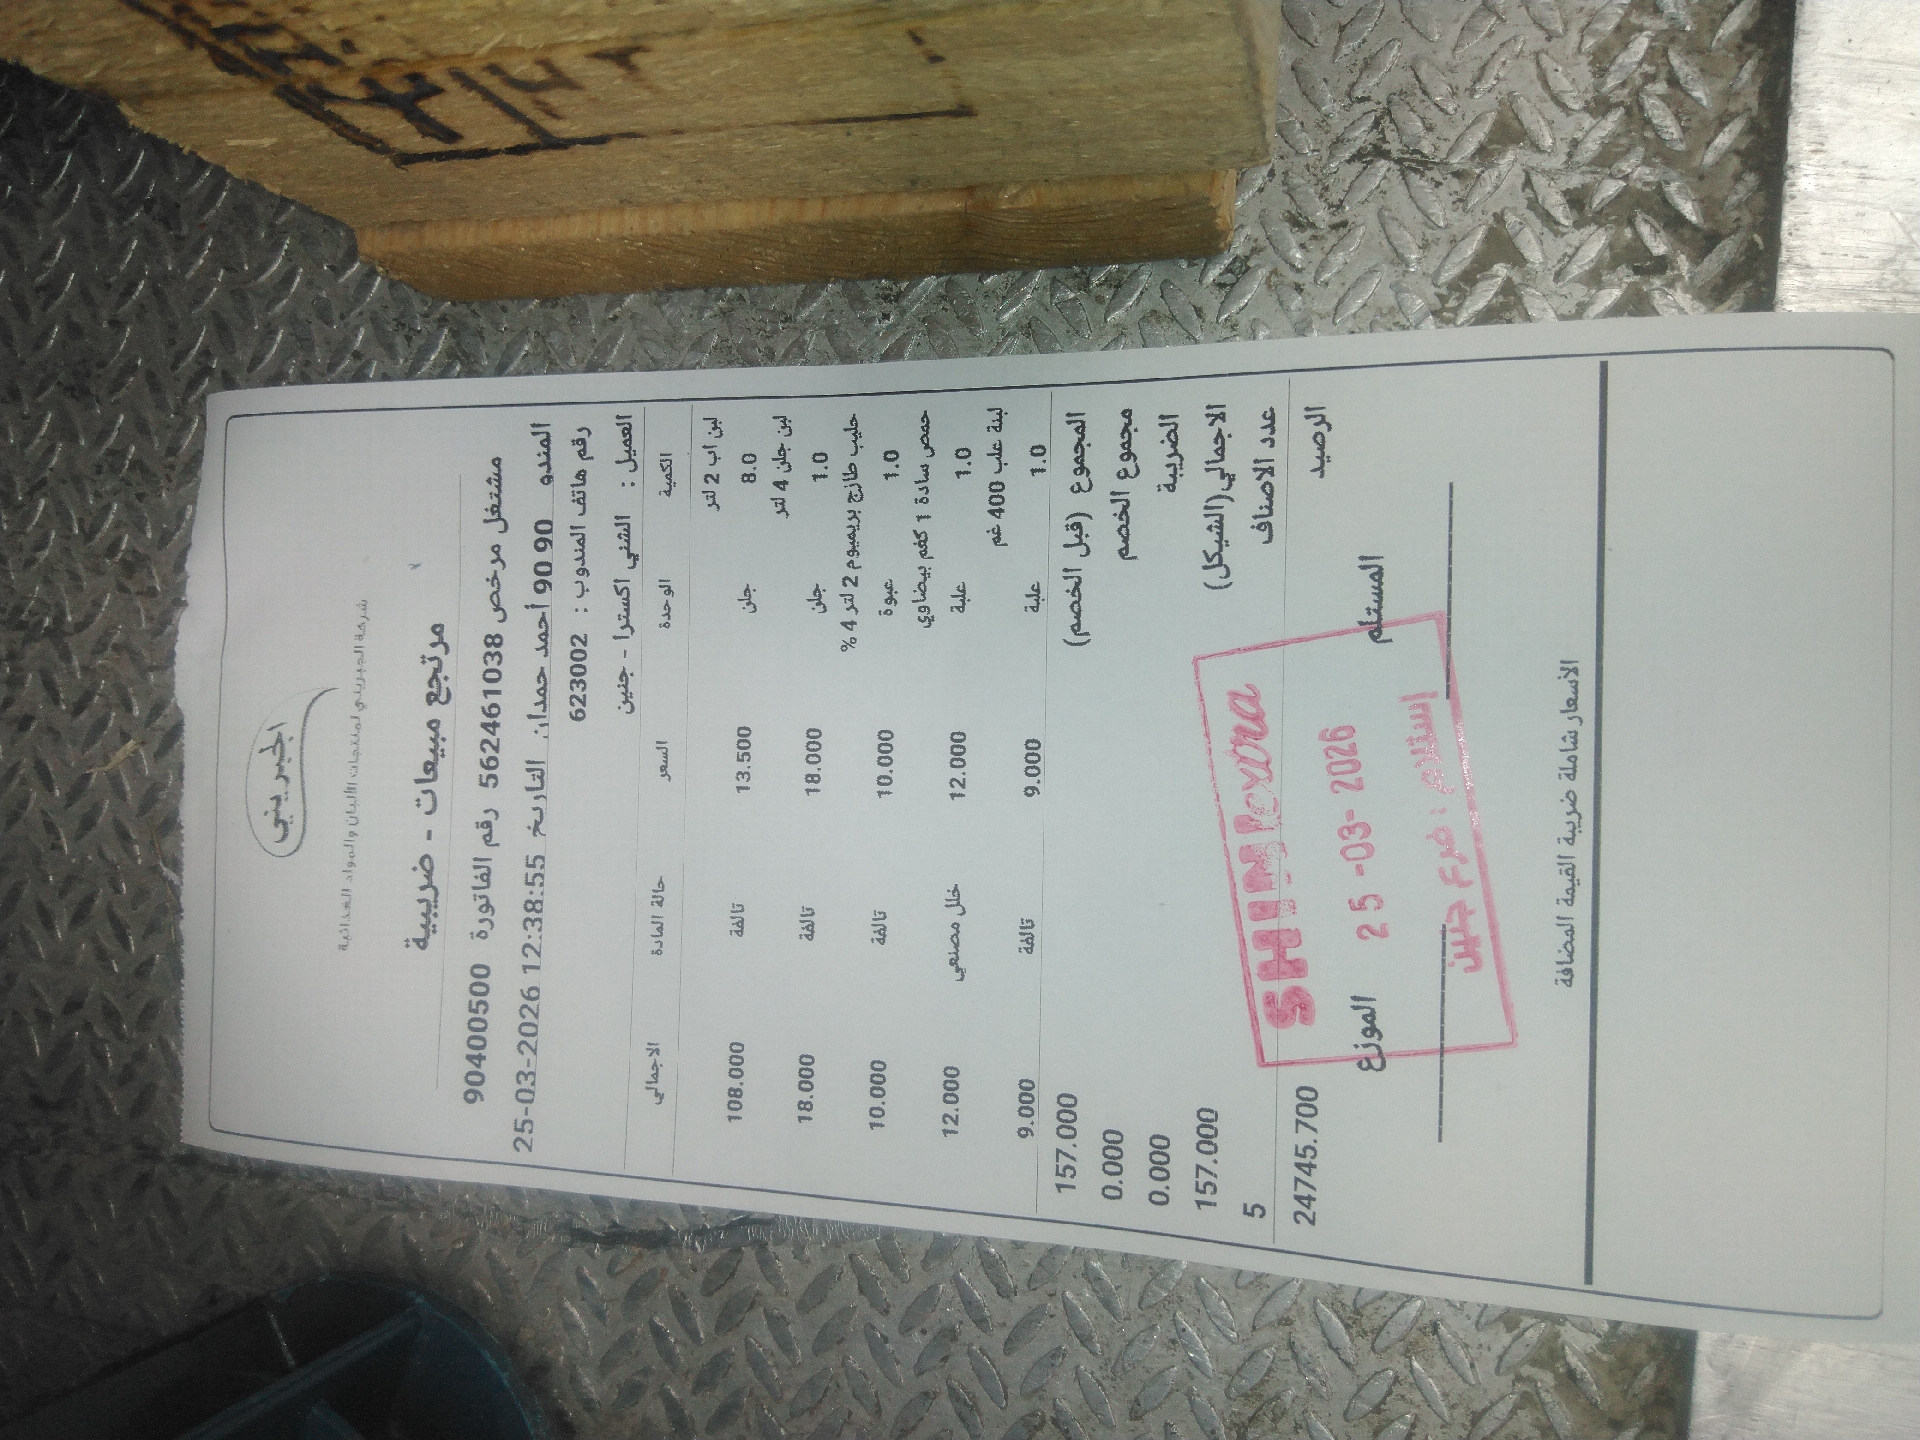 الجبريني
شركة الجبريني لمنتجات الألبان والمواد الغذائية
مرتجع مبيعات - ضريبية
مشتغل مرخص 562461038 رقم الفاتورة 90400500
المندو 90 90 أحمد حمدان: التاريخ 25-03-2026 12:38:55
رقم هاتف المندوب : 623002
العميل : الشني اكسترا - جنين
الكمية الوحدة السعر حالة المادة الاجمالي
لبن اب 2 لتر
8.0 جلن 13.500 تالفة 108.000
لبن جلن 4 لتر
1.0 جلن 18.000 تالفة 18.000
حليب طازج بريميوم 2 لتر 4 %
1.0 عبوة 10.000 تالفة 10.000
حمص سادة 1 كغم بيضاوي
1.0 علبة 12.000 خلل مصنعي 12.000
لبنة علب 400 غم
1.0 علبة 9.000 تالفة 9.000
المجموع (قبل الخصم) 157.000
مجموع الخصم 0.000
الضريبة 0.000
الاجمالي(الشيكل) 157.000
عدد الاصناف 5
الرصيد 24745.700
المستلم الموزع
SHINI extra
25-03-2026
استلام : فرع جنين
الأسعار شاملة ضريبة القيمة المضافة